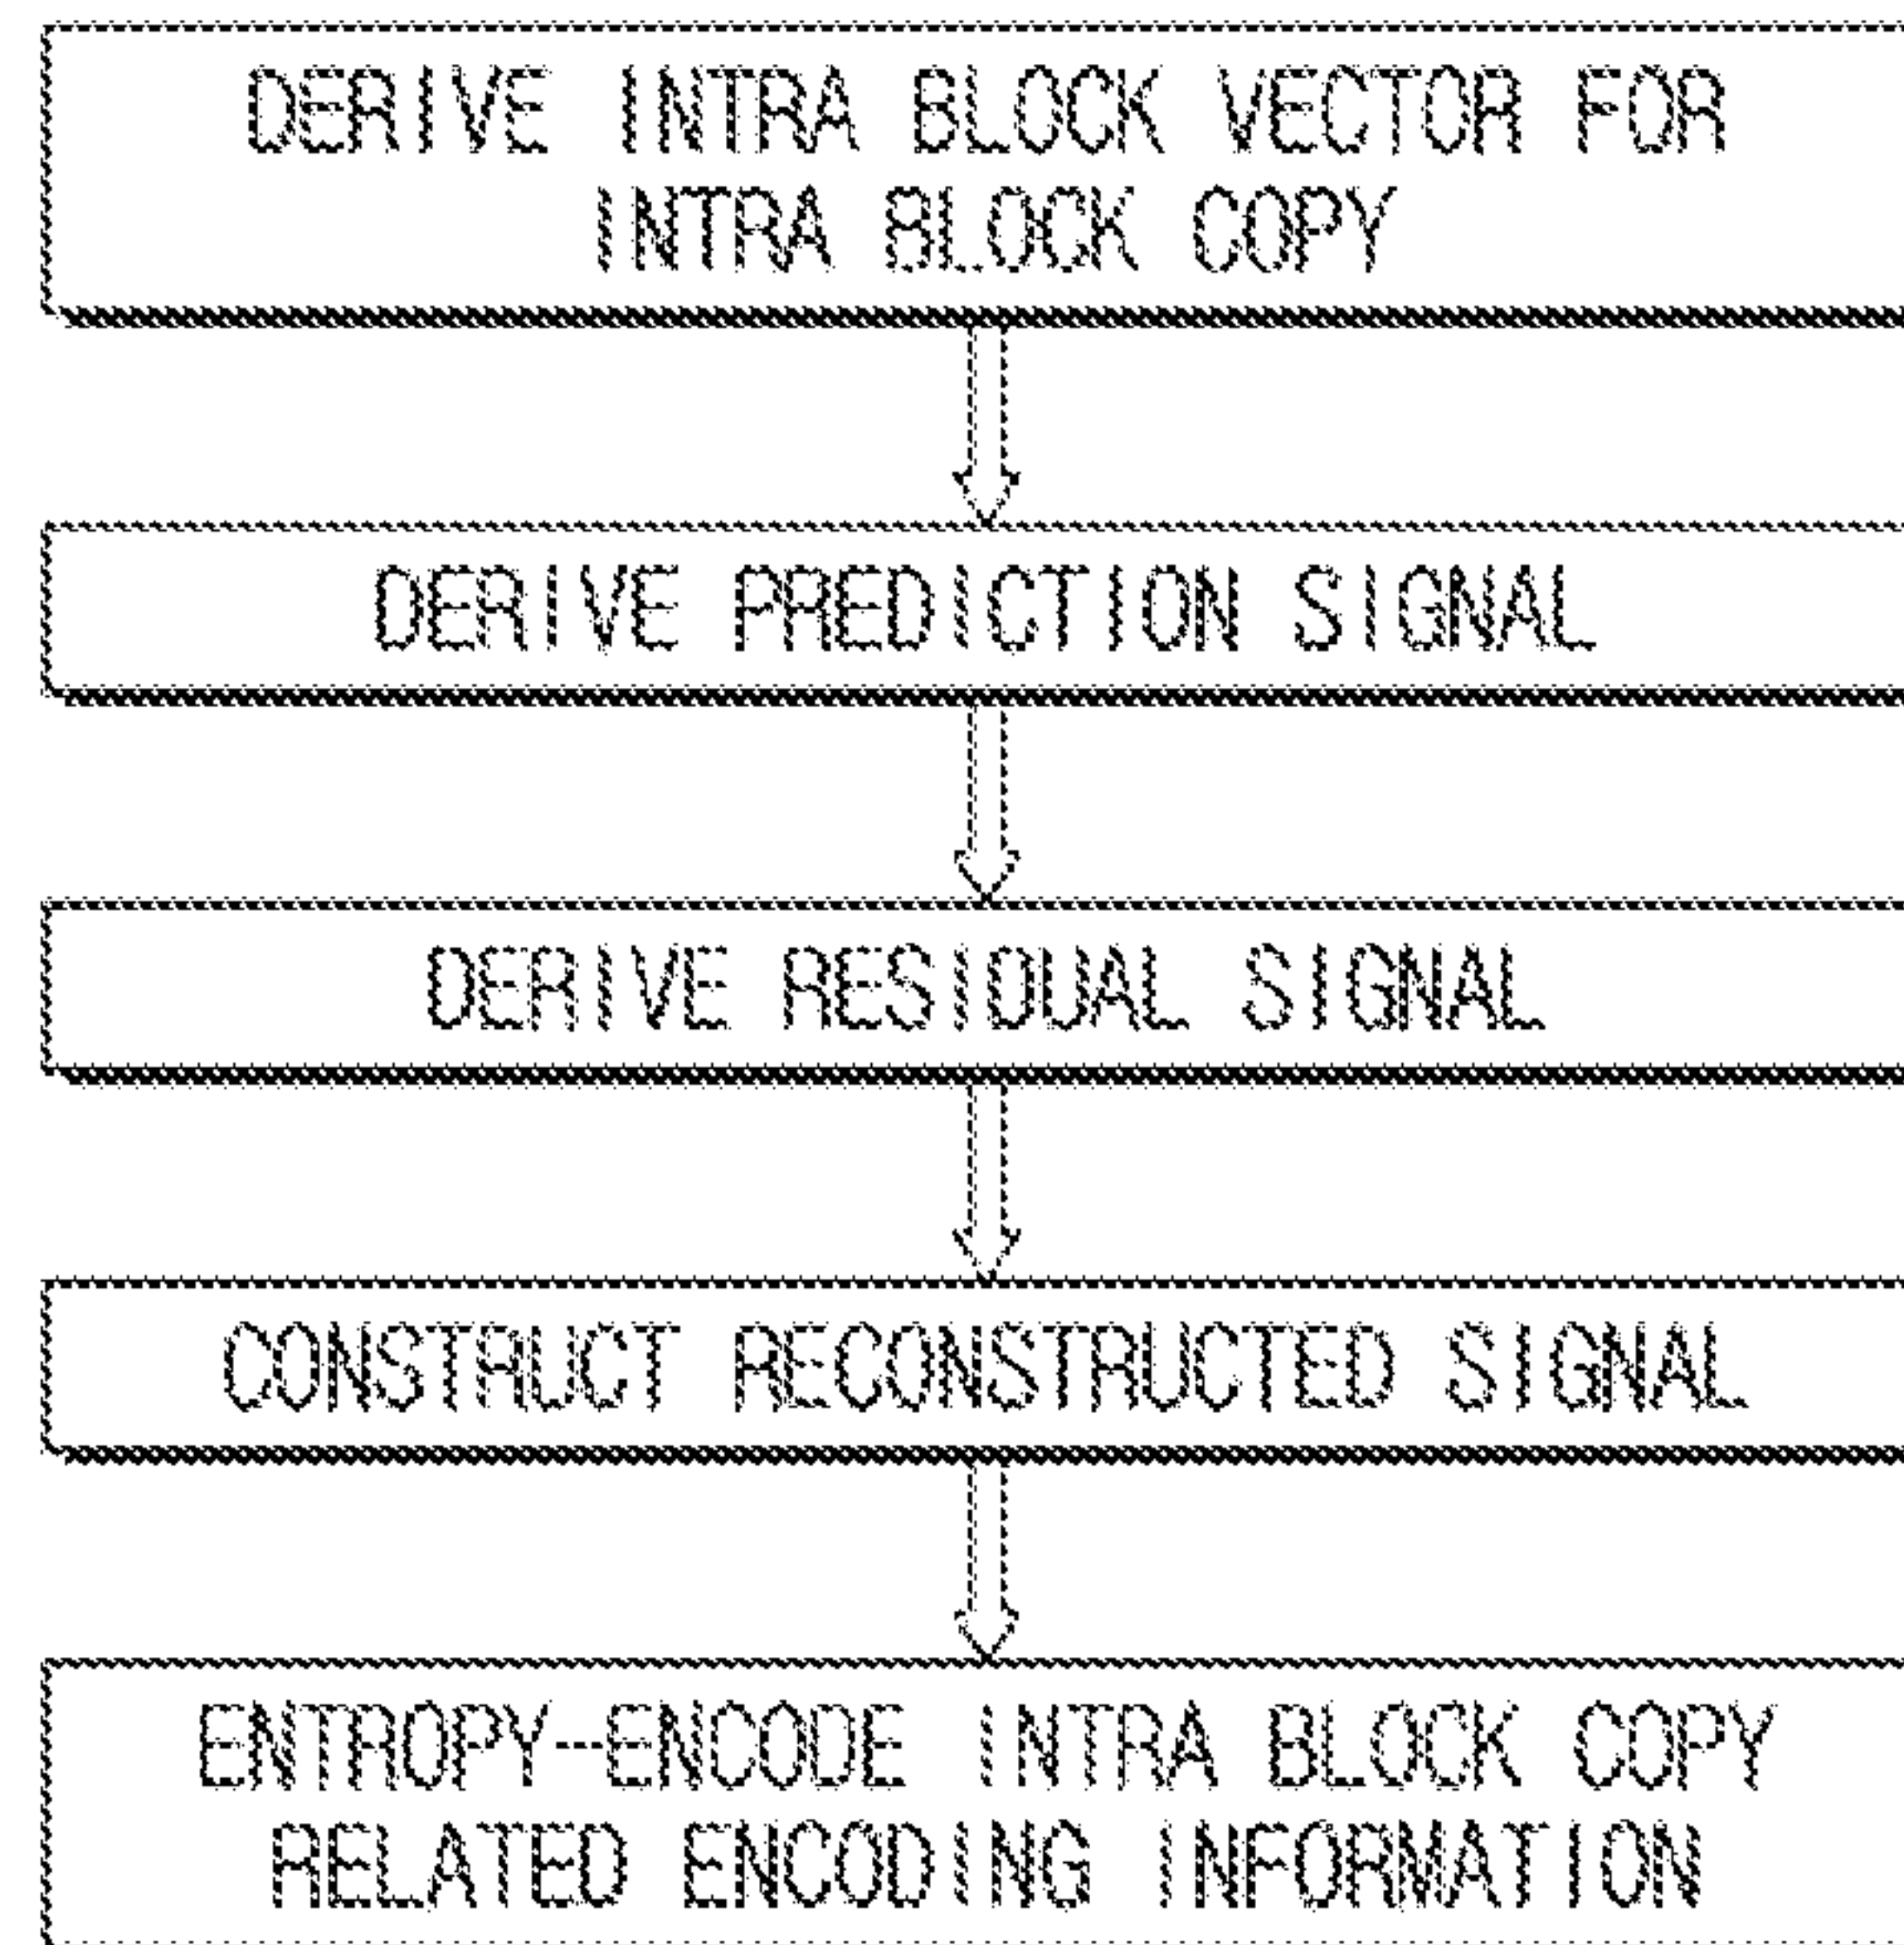 DERIVE INTRA BLOCK VECTOR FOR
INTRA BLOCK COPY
DERIVE PREDICTION SIGNAL
DERIVE RESIDUAL SIGNAL
CONSTRUCT RECONSTRUCTED SIGNAL
ENTROPY-ENCODE INTRA BLOCK COPY
RELATED ENCODING INFORMATION